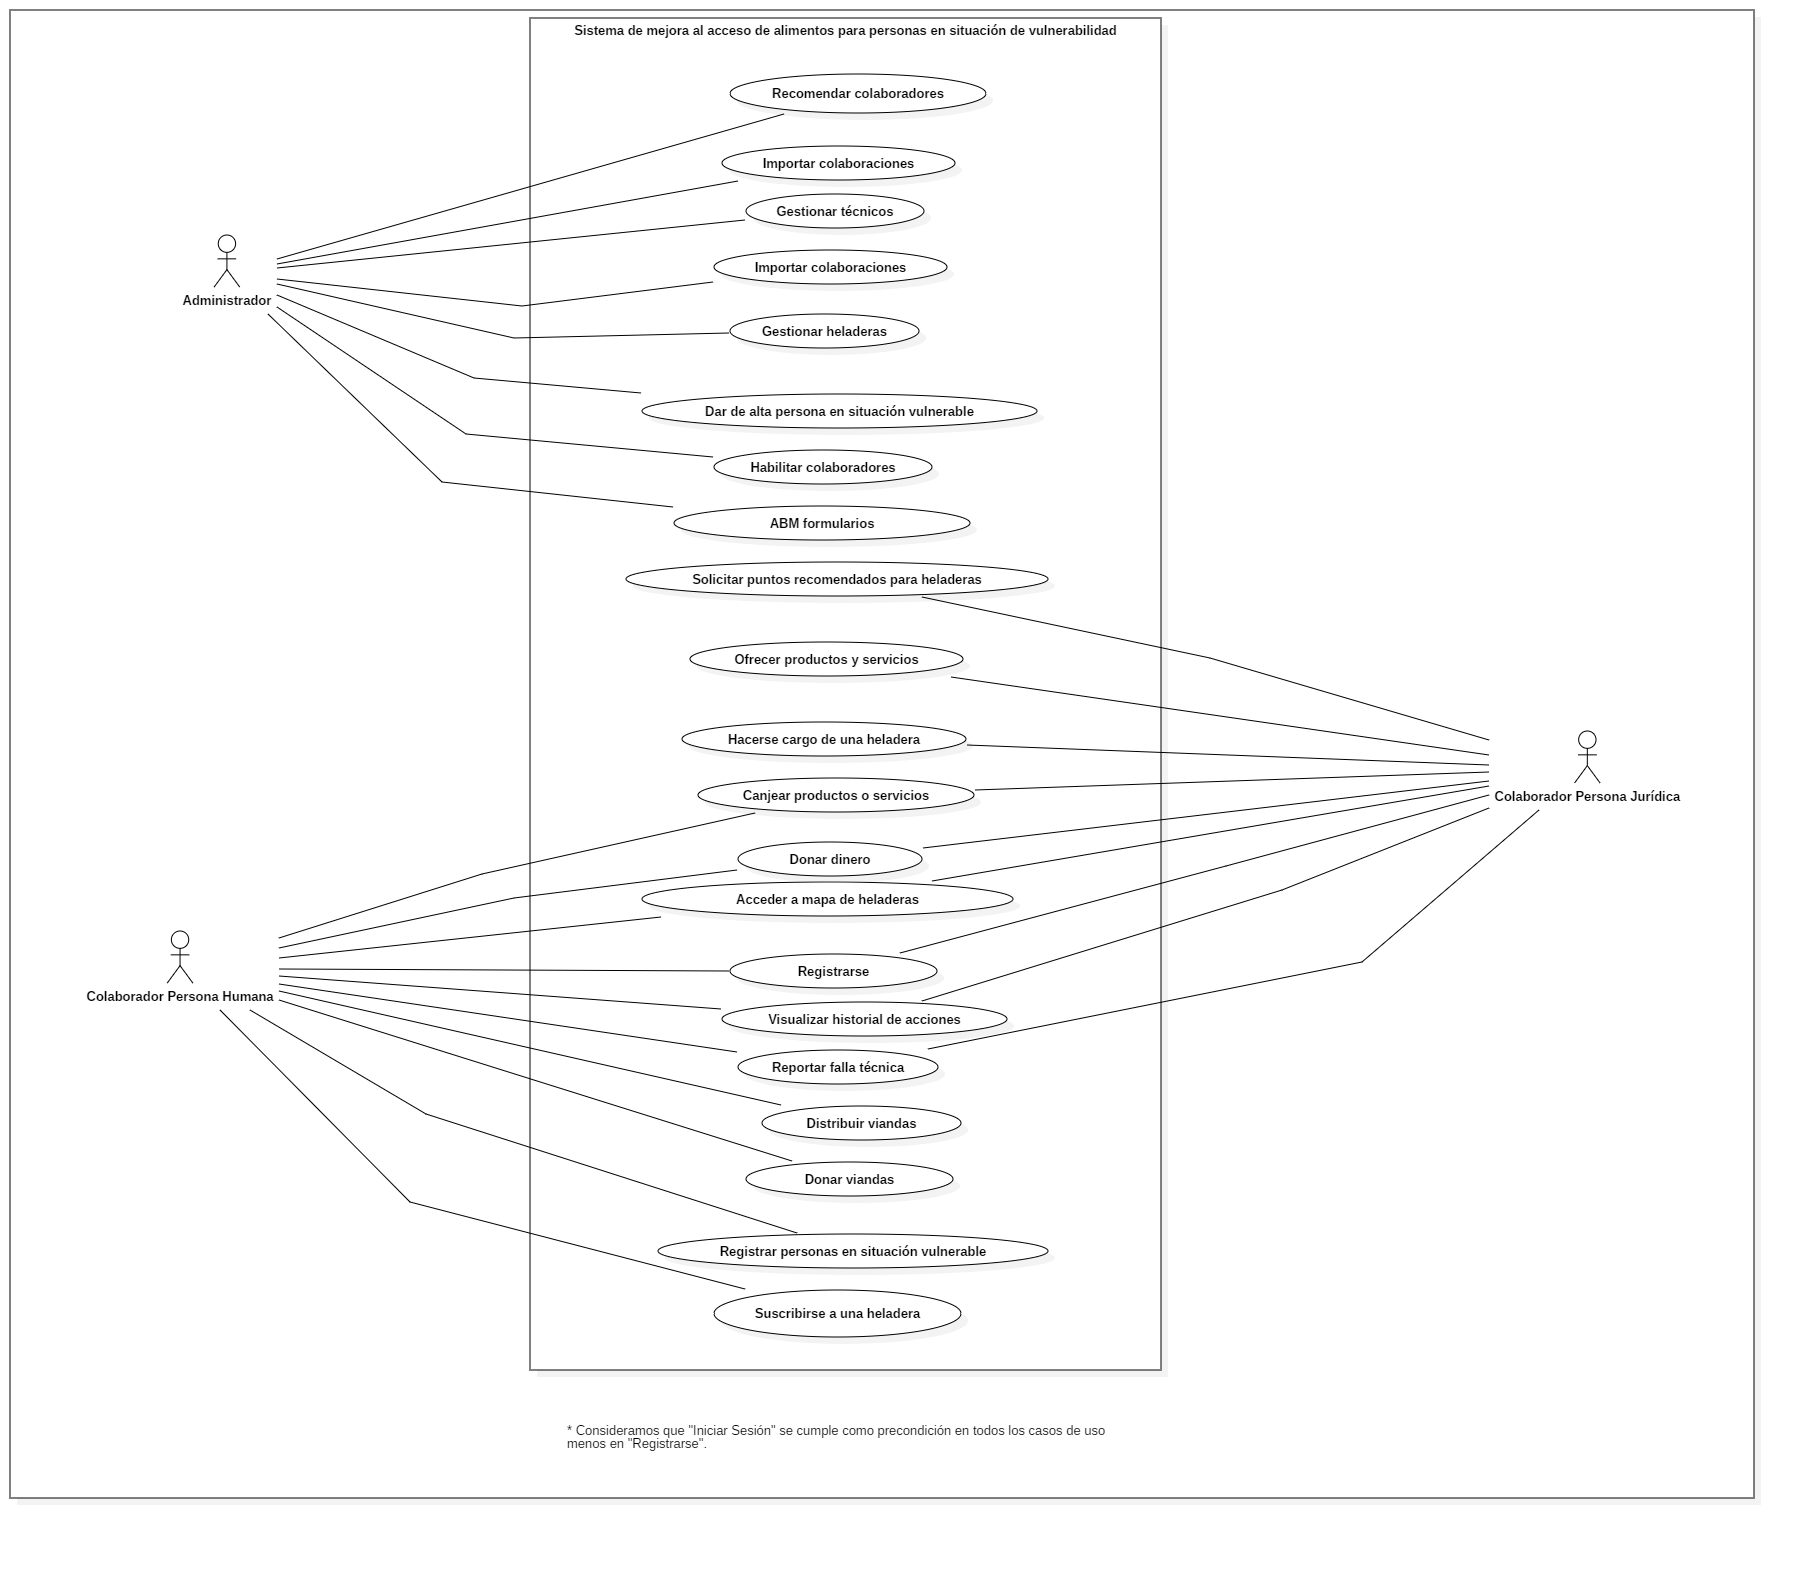 Sistema de mejora al acceso de alimentos para personas en situación de vulnerabilidad
Recomendar colaboradores
Importar colaboraciones
Gestionar técnicos
Importar colaboraciones
Administrador
Gestionar heladeras
Dar de alta persona en situación vulnerable
Habilitar colaboradores
ABM formularios
Solicitar puntos recomendados para heladeras
Ofrecer productos y servicios
Hacerse cargo de una heladera
Canjear productos o servicios
Colaborador Persona Jurídica
Donar dinero
Acceder a mapa de heladeras
Registrarse
Colaborador Persona Humana
Visualizar historial de acciones
Reportar falla técnica
Distribuir viandas
Donar viandas
Registrar personas en situación vulnerable
Suscribirse a una heladera
* Consideramos que "Iniciar Sesión" se cumple como precondición en todos los casos de uso
menos en "Registrarse".